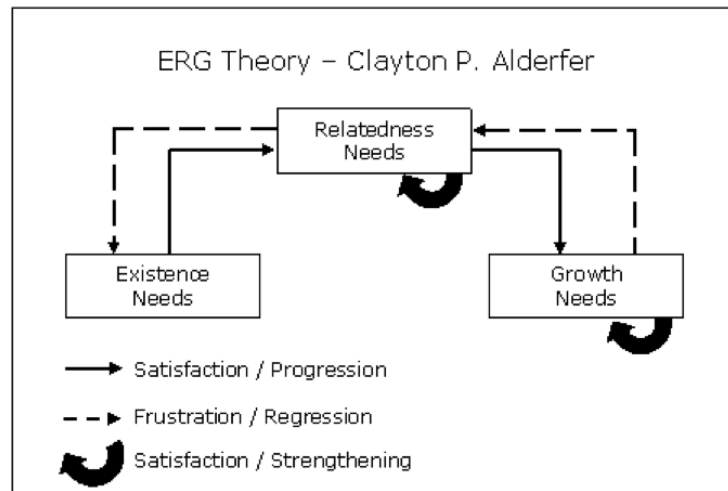 ERG Theory – Clayton P. Alderfer
Relatedness
Needs
Existence
Needs
Growth
Needs
Satisfaction / Progression
Frustration / Regression
Satisfaction / Strengthening